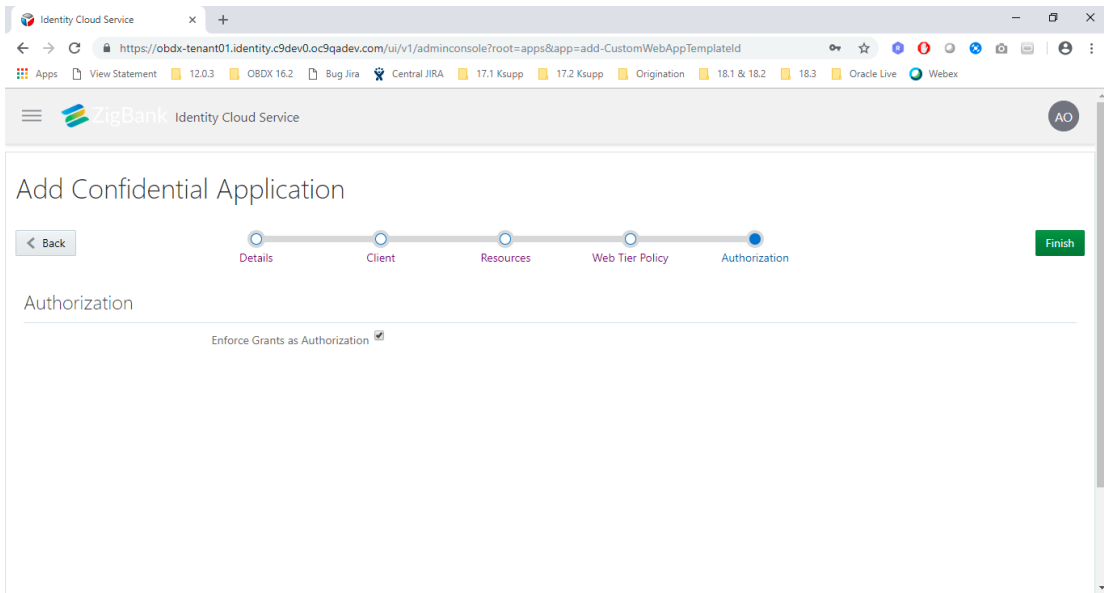 Identity Cloud Service
https://obdx-tenant01.identity.c9dev0.oc9qadev.com/ui/v1/adminconsole?root=apps&app=add-CustomWebAppTemplateId
Apps View Statement 12.0.3 OBDX 16.2 Bug Jira Central JIRA 17.1 Ksupp 17.2 Ksupp Origination 18.1 & 18.2 18.3 Oracle Live Webex
ZigBank Identity Cloud Service AO
Add Confidential Application
Back Finish
Details Client Resources Web Tier Policy Authorization
Authorization
Enforce Grants as Authorization